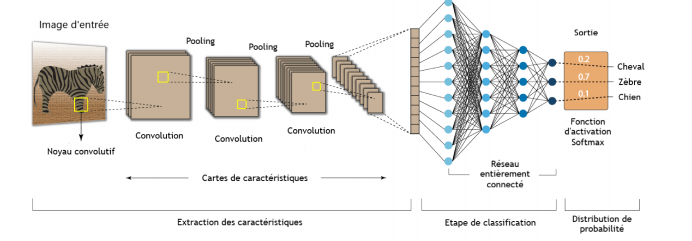 Image d'entrée
Pooling
Pooling
Pooling
Sortie
0.2
Cheval
0.7
Zèbre
0.1
Chien
Convolution
Convolution
Convolution
Noyau convolutif
Fonction
d'activation
Softmax
Réseau
entièrement
connecté
Cartes de caractéristiques
Extraction des caractéristiques
Etape de classification
Distribution de
probabilité